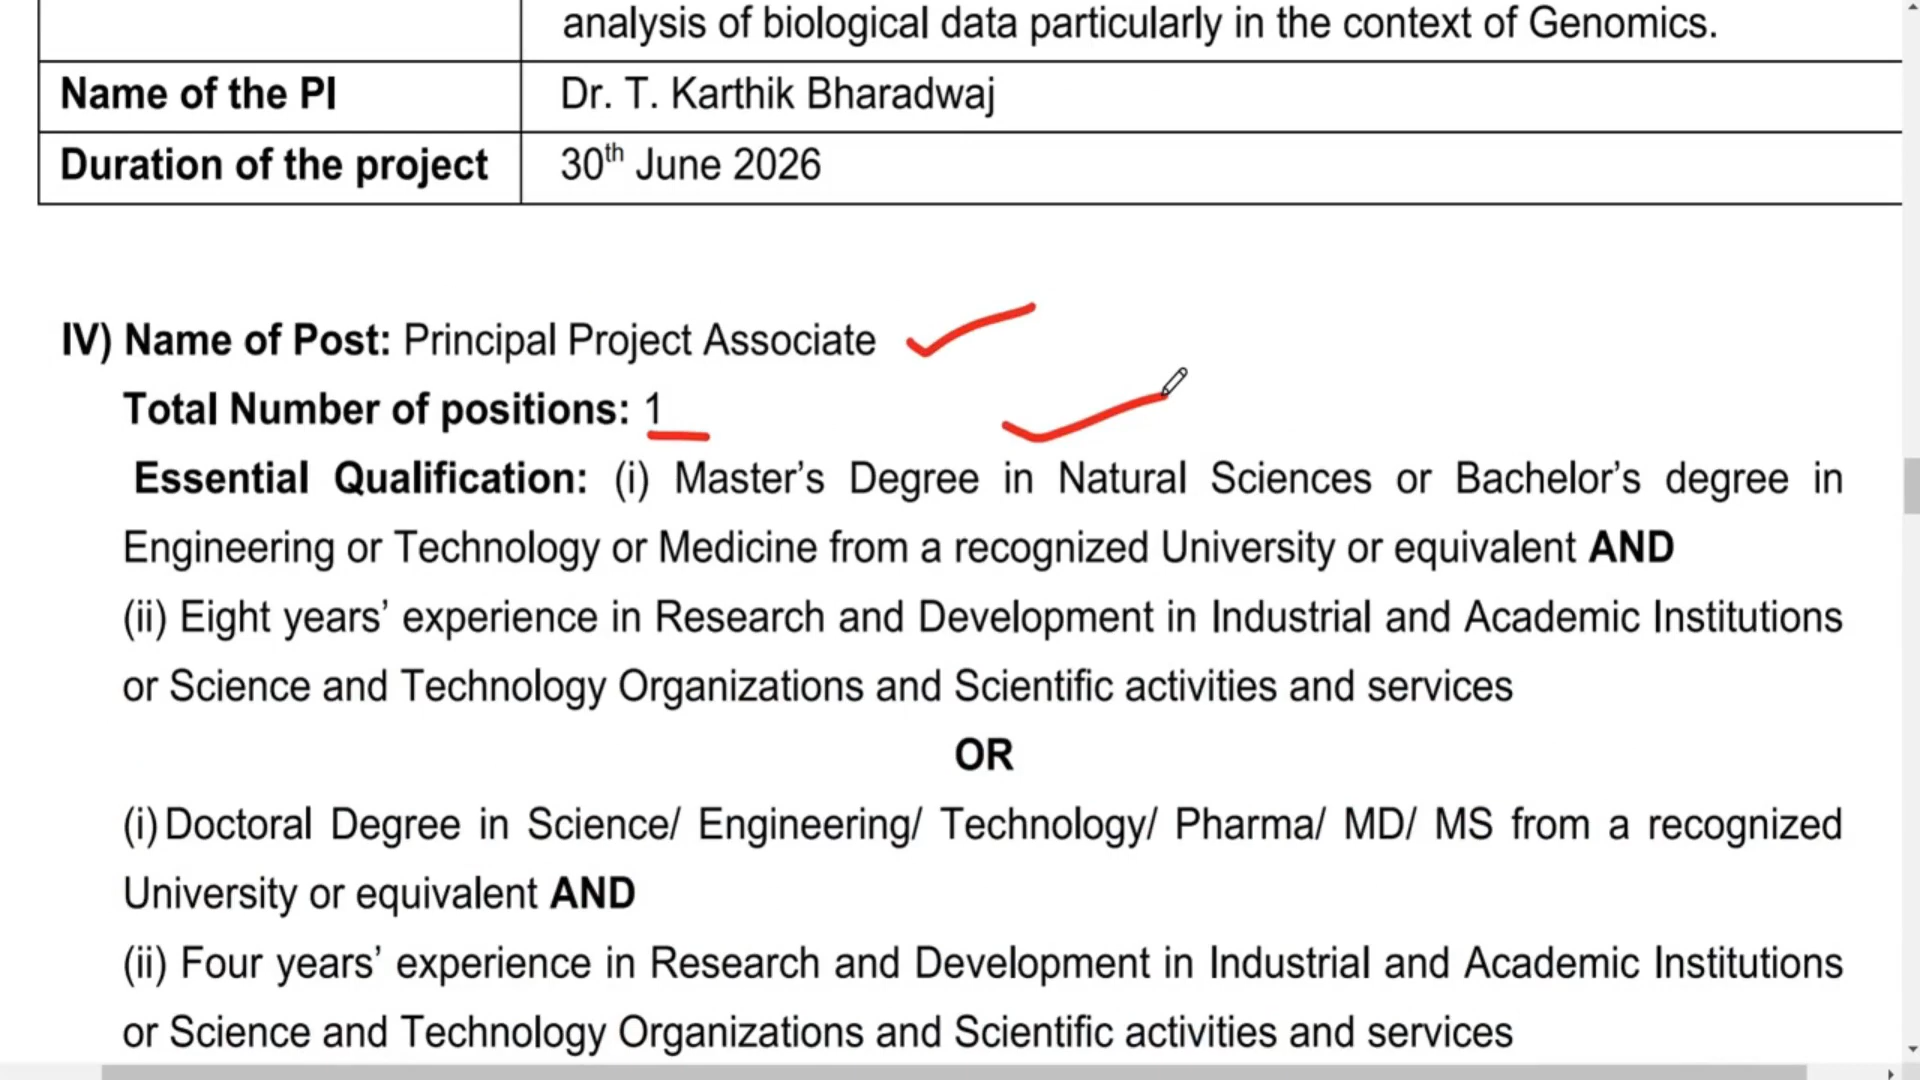 analysis of biological data particularly in the context of Genomics.
Name of the PI Dr. T. Karthik Bharadwaj
Duration of the project 30th June 2026
IV) Name of Post: Principal Project Associate
Total Number of positions: 1
Essential Qualification: (i) Master’s Degree in Natural Sciences or Bachelor’s degree in
Engineering or Technology or Medicine from a recognized University or equivalent AND
(ii) Eight years’ experience in Research and Development in Industrial and Academic Institutions
or Science and Technology Organizations and Scientific activities and services
OR
(i) Doctoral Degree in Science/ Engineering/ Technology/ Pharma/ MD/ MS from a recognized
University or equivalent AND
(ii) Four years’ experience in Research and Development in Industrial and Academic Institutions
or Science and Technology Organizations and Scientific activities and services